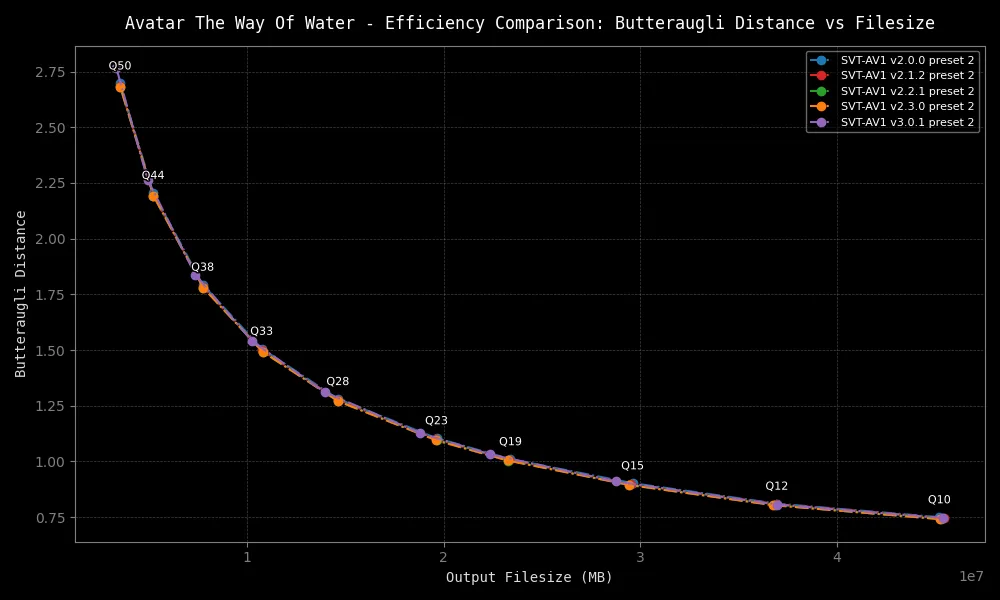 Avatar The Way Of Water - Efficiency Comparison: Butteraugli Distance vs Filesize
SVT-AV1 v2.0.0 preset 2
SVT-AV1 v2.1.2 preset 2
SVT-AV1 v2.2.1 preset 2
SVT-AV1 v2.3.0 preset 2
SVT-AV1 v3.0.1 preset 2
Butteraugli Distance
2.75
2.50
2.25
2.00
1.75
1.50
1.25
1.00
0.75
Q50
Q44
Q38
Q33
Q28
Q23
Q19
Q15
Q12
Q10
1 2 3 4
1e7
Output Filesize (MB)